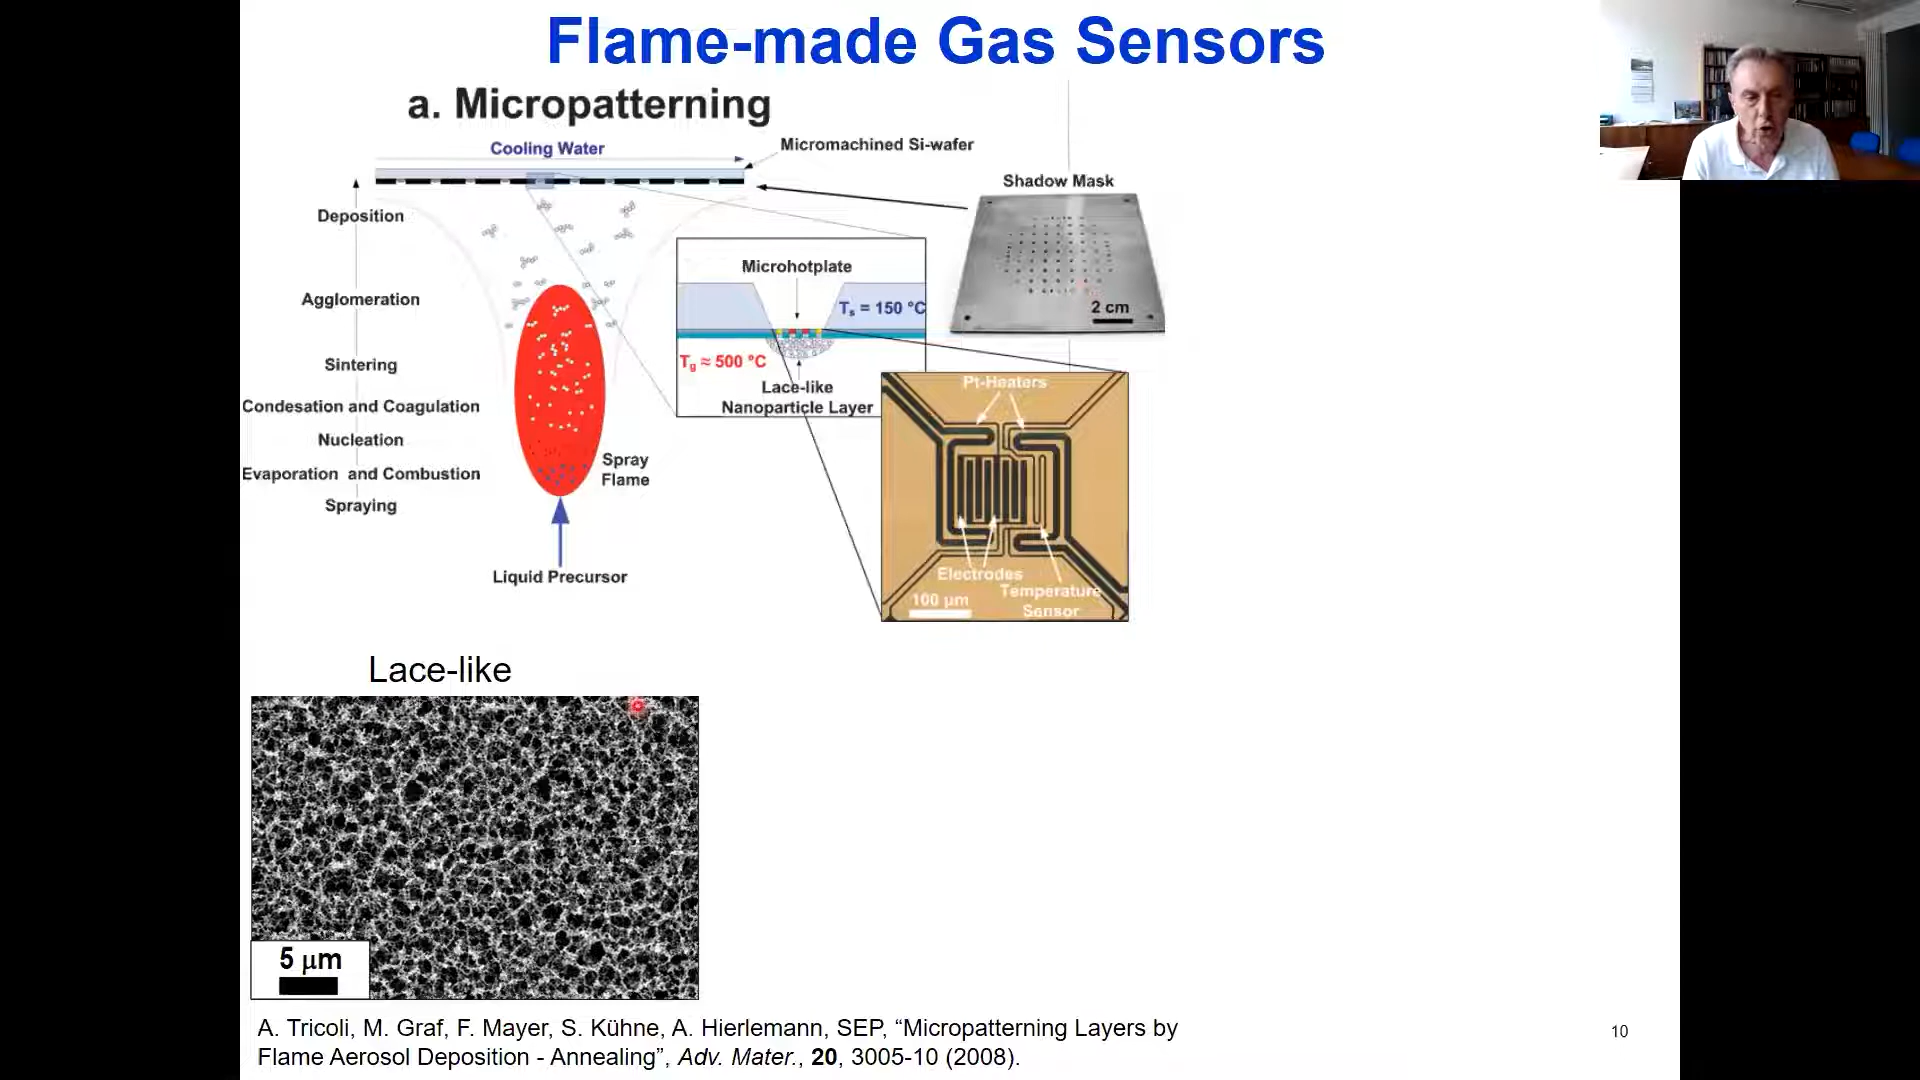 Flame-made Gas Sensors
a. Micropatterning
Cooling Water
Micromachined Si-wafer
Shadow Mask
2 cm
Deposition
Agglomeration
Sintering
Condesation and Coagulation
Nucleation
Evaporation and Combustion
Spraying
Spray
Flame
Liquid Precursor
Microhotplate
Ts = 150 °C
Tg ≈ 500 °C
Lace-like
Nanoparticle Layer
Pt-Heaters
Electrodes
Temperature
Sensor
100 µm
Lace-like
5 µm
A. Tricoli, M. Graf, F. Mayer, S. Kühne, A. Hierlemann, SEP, “Micropatterning Layers by
Flame Aerosol Deposition - Annealing”, Adv. Mater., 20, 3005-10 (2008).
10